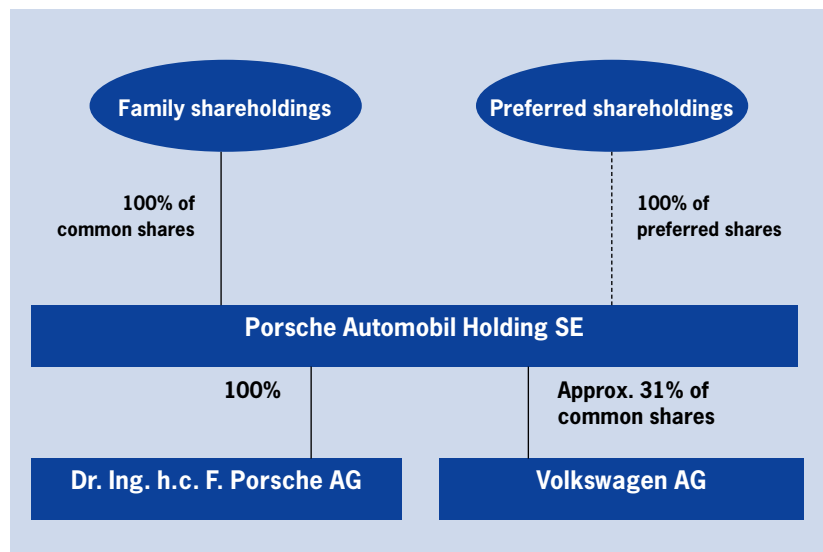 Family shareholdings
Preferred shareholdings
100% of
common shares
100% of
preferred shares
Porsche Automobil Holding SE
100%
Approx. 31% of
common shares
Dr. Ing. h.c. F. Porsche AG
Volkswagen AG